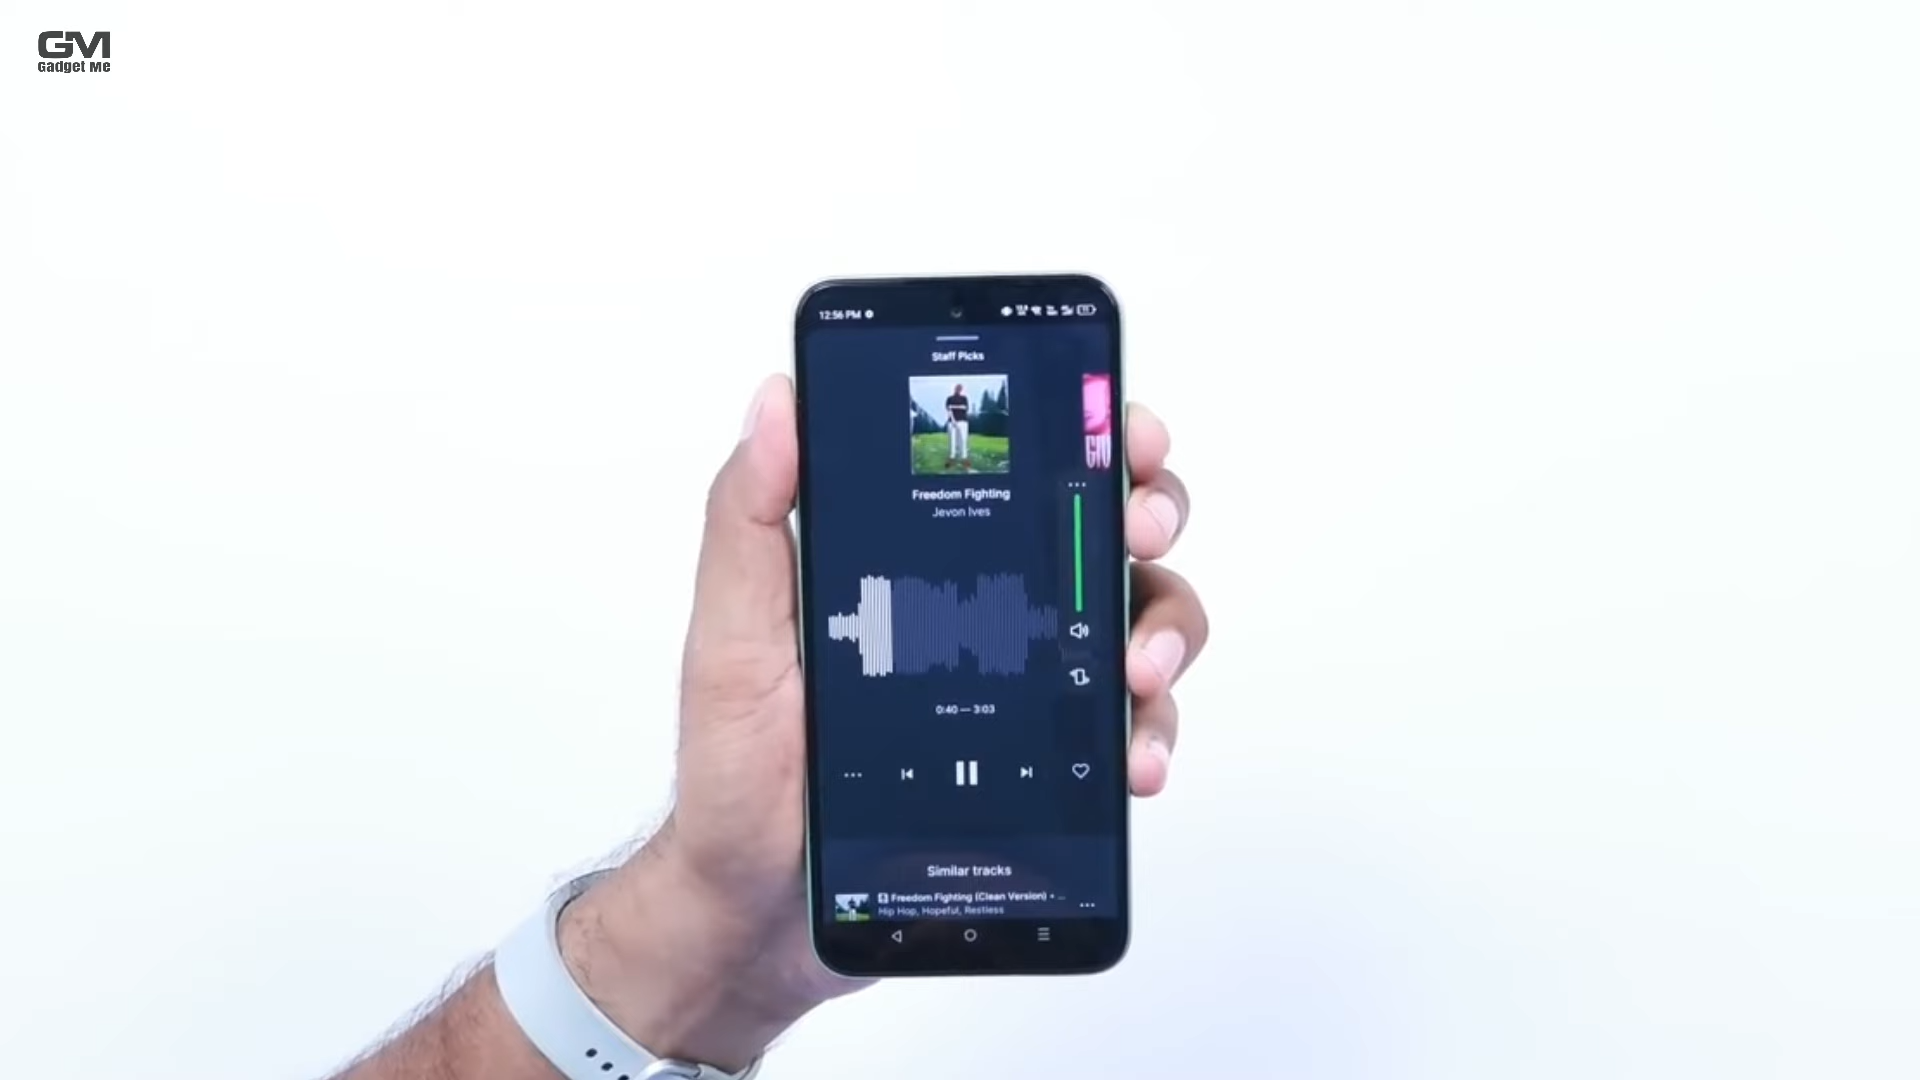 GM
Gadget Me
12:56 PM
Staff Picks
GIU
Freedom Fighting
Jevon Ives
0:40 — 3:03
Similar tracks
E Freedom Fighting (Clean Version) • ...
Hip Hop, Hopeful, Restless